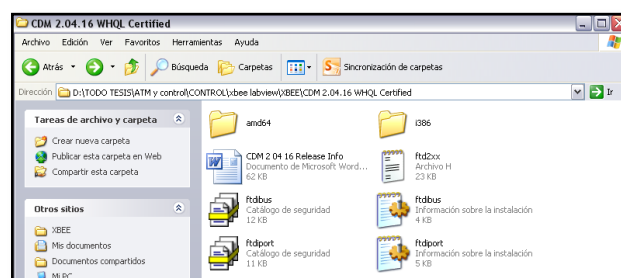 CDM 2.04.16 WHQL Certified
Archivo Edición Ver Favoritos Herramientas Ayuda
Atrás Búsqueda Carpetas Sincronización de carpetas
Dirección D:\TODO TESIS\ATM y control\CONTROL\xbee labview\XBEE\CDM 2.04.16 WHQL Certified Ir
Tareas de archivo y carpeta
Crear nueva carpeta
Publicar esta carpeta en Web
Compartir esta carpeta
Otros sitios
XBEE
Mis documentos
Documentos compartidos
Mi PC
amd64
i386
CDM 2 04 16 Release Info
Documento de Microsoft Word...
62 KB
ftd2xx
Archivo H
23 KB
ftdibus
Catálogo de seguridad
12 KB
ftdibus
Información sobre la instalación
4 KB
ftdiport
Catálogo de seguridad
11 KB
ftdiport
Información sobre la instalación
5 KB